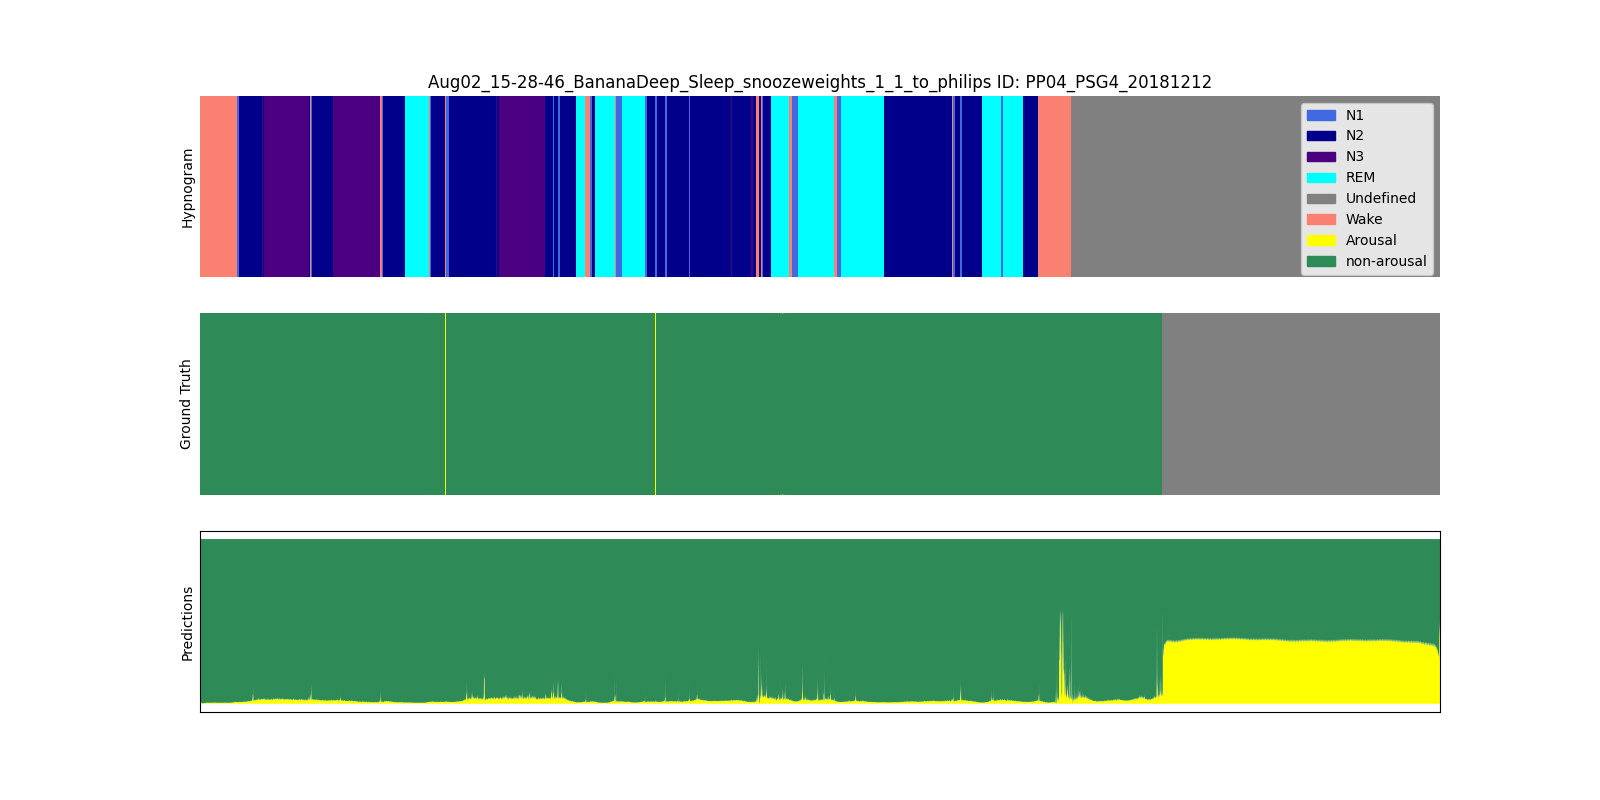 Aug02_15-28-46_BananaDeep_Sleep_snoozeweights_1_1_to_philips ID: PP04_PSG4_20181212
Hypnogram
N1
N2
N3
REM
Undefined
Wake
Arousal
non-arousal
Ground Truth
Predictions